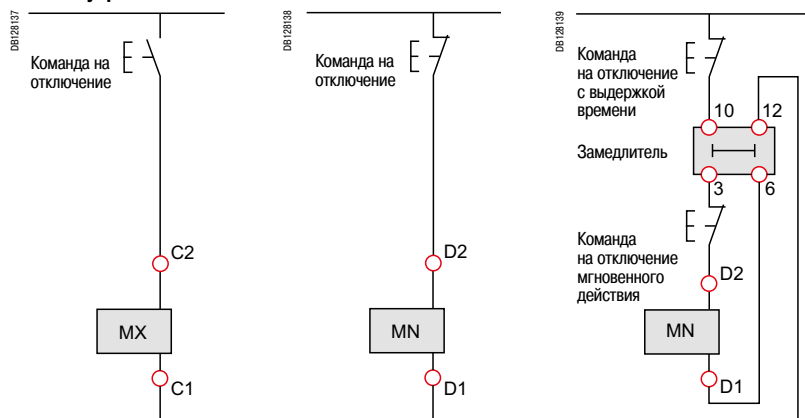 DB128137
Команда на
отключение
C2
MX
C1
DB128138
Команда на
отключение
D2
MN
D1
DB128139
Команда
на отключение
с выдержкой
времени
10 12
Замедлитель
3 6
Команда
на отключение
мгновенного
действия
D2
MN
D1